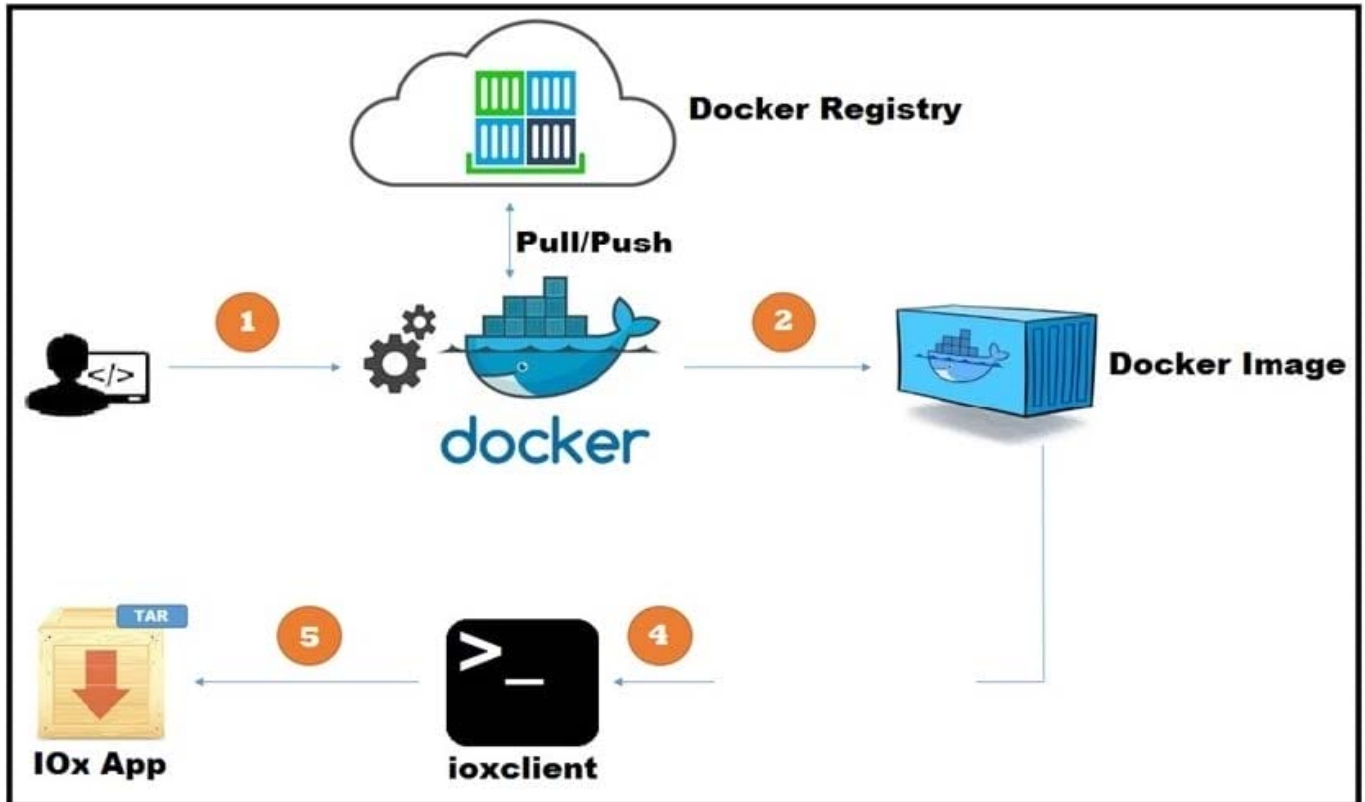 Docker Registry
Pull/Push
1
2
</>
docker
Docker Image
TAR
5
>_
4
IOx App
ioxclient